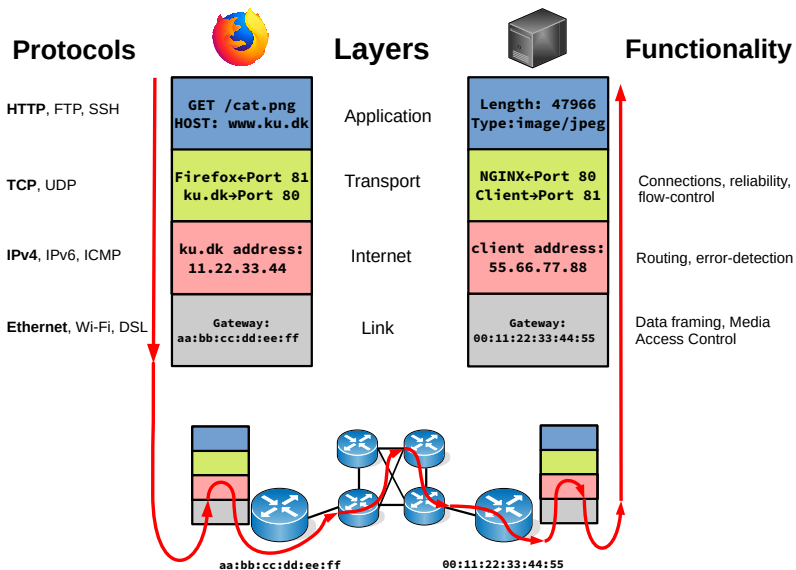 Protocols
Layers
Functionality
HTTP, FTP, SSH
GET /cat.png
HOST: www.ku.dk
Application
Length: 47966
Type:image/jpeg
TCP, UDP
Firefox←Port 81
ku.dk→Port 80
Transport
NGINX←Port 80
Client→Port 81
Connections, reliability,
flow-control
IPv4, IPv6, ICMP
ku.dk address:
11.22.33.44
Internet
client address:
55.66.77.88
Routing, error-detection
Ethernet, Wi-Fi, DSL
Gateway:
aa:bb:cc:dd:ee:ff
Link
Gateway:
00:11:22:33:44:55
Data framing, Media
Access Control
aa:bb:cc:dd:ee:ff
00:11:22:33:44:55